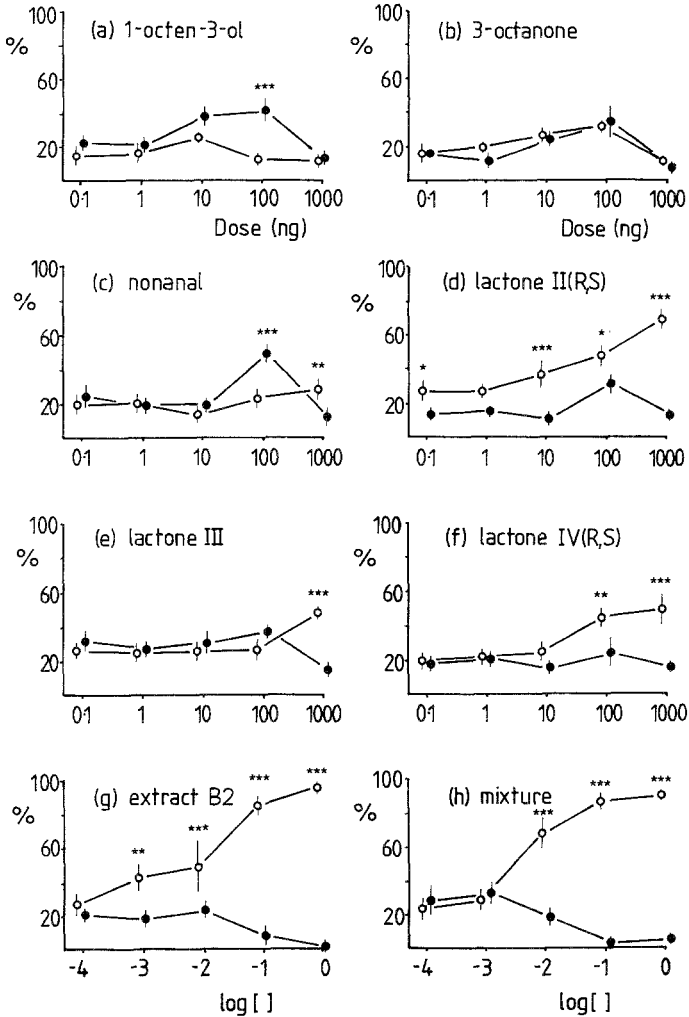 100
(a) 1-octen-3-ol
%
60
***
20
0·1 1 10 100 1000
Dose (ng)
100
(b) 3-octanone
%
60
20
0·1 1 10 100 1000
Dose (ng)
100
(c) nonanal
%
60
***
**
20
0·1 1 10 100 1000
100
(d) lactone II(R,S)
%
***
60
*
***
*
20
0·1 1 10 100 1000
100
(e) lactone III
%
60
***
20
0·1 1 10 100 1000
100
(f) lactone IV(R,S)
%
60
**
***
20
0·1 1 10 100 1000
100
(g) extract B2
%
***
***
60
**
***
20
-4 -3 -2 -1 0
log[ ]
100
(h) mixture
%
***
***
***
60
20
-4 -3 -2 -1 0
log[ ]